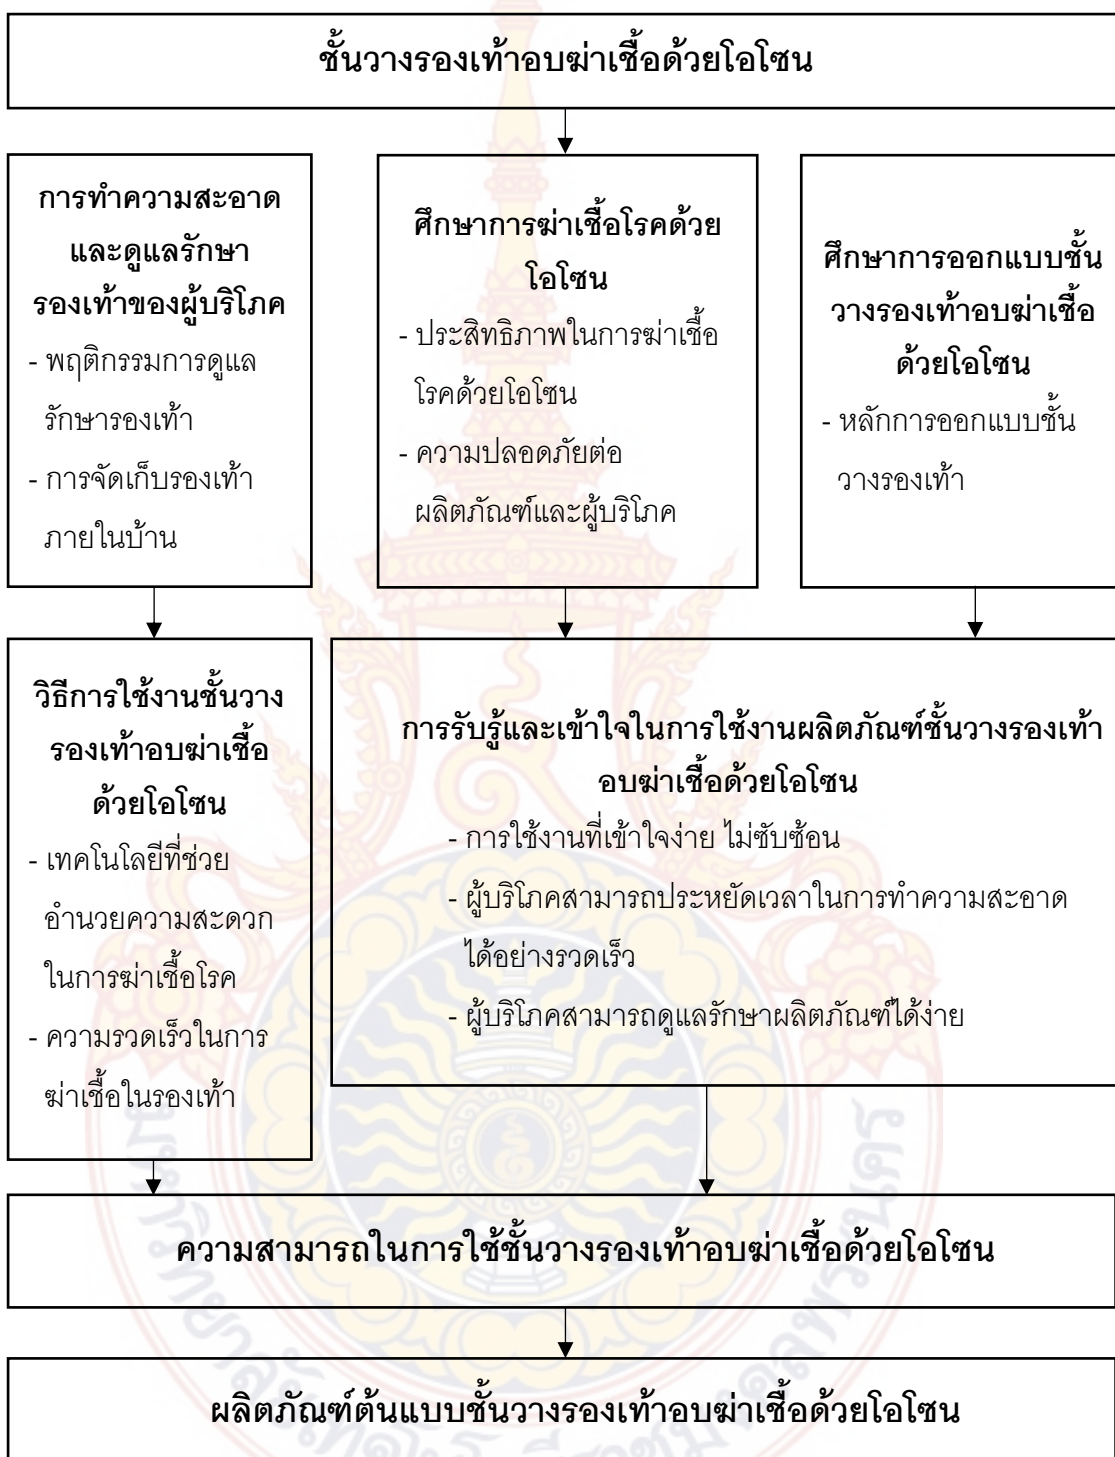 ชั้นวางรองเท้าอบฆ่าเชื้อด้วยโอโซน
การทำความสะอาด
และดูแลรักษา
รองเท้าของผู้บริโภค
- พฤติกรรมการดูแล
รักษารองเท้า
- การจัดเก็บรองเท้า
ภายในบ้าน
ศึกษาการฆ่าเชื้อโรคด้วย
โอโซน
- ประสิทธิภาพในการฆ่าเชื้อ
โรคด้วยโอโซน
- ความปลอดภัยต่อ
ผลิตภัณฑ์และผู้บริโภค
ศึกษาการออกแบบชั้น
วางรองเท้าอบฆ่าเชื้อ
ด้วยโอโซน
- หลักการออกแบบชั้น
วางรองเท้า
วิธีการใช้งานชั้นวาง
รองเท้าอบฆ่าเชื้อ
ด้วยโอโซน
- เทคโนโลยีที่ช่วย
อำนวยความสะดวก
ในการฆ่าเชื้อโรค
- ความรวดเร็วในการ
ฆ่าเชื้อในรองเท้า
การรับรู้และเข้าใจในการใช้งานผลิตภัณฑ์ชั้นวางรองเท้า
อบฆ่าเชื้อด้วยโอโซน
- การใช้งานที่เข้าใจง่าย ไม่ซับซ้อน
- ผู้บริโภคสามารถประหยัดเวลาในการทำความสะอาด
ได้อย่างรวดเร็ว
- ผู้บริโภคสามารถดูแลรักษาผลิตภัณฑ์ได้ง่าย
ความสามารถในการใช้ชั้นวางรองเท้าอบฆ่าเชื้อด้วยโอโซน
ผลิตภัณฑ์ต้นแบบชั้นวางรองเท้าอบฆ่าเชื้อด้วยโอโซน